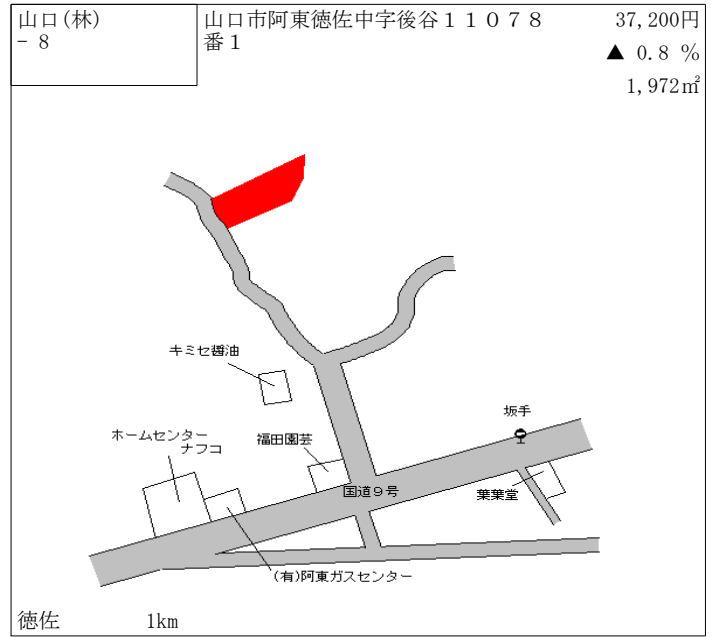 山口(林)
－8
山口市阿東徳佐中字後谷１１０７８
番１
37,200円
▲ 0.8 %
1,972㎡
キミセ醤油
坂手
ホームセンター
ナフコ
福田園芸
国道９号
葉葉堂
(有)阿東ガスセンター
徳佐 1km